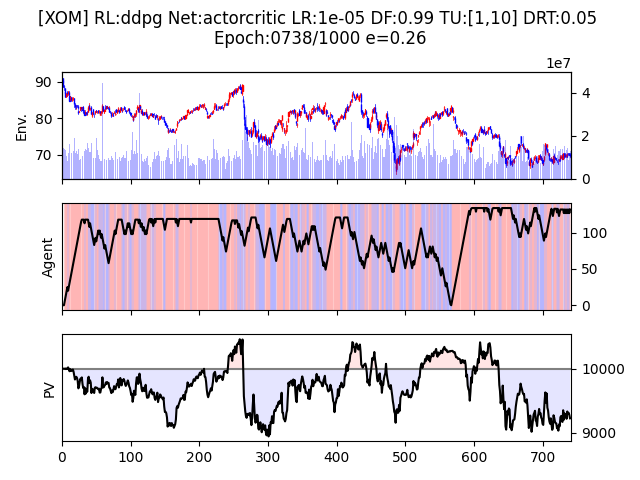 [XOM] RL:ddpg Net:actorcritic LR:1e-05 DF:0.99 TU:[1,10] DRT:0.05
Epoch:0738/1000 e=0.26
1e7
90
80
70
Env.
4
2
0
Agent
100
50
0
PV
10000
9000
0 100 200 300 400 500 600 700